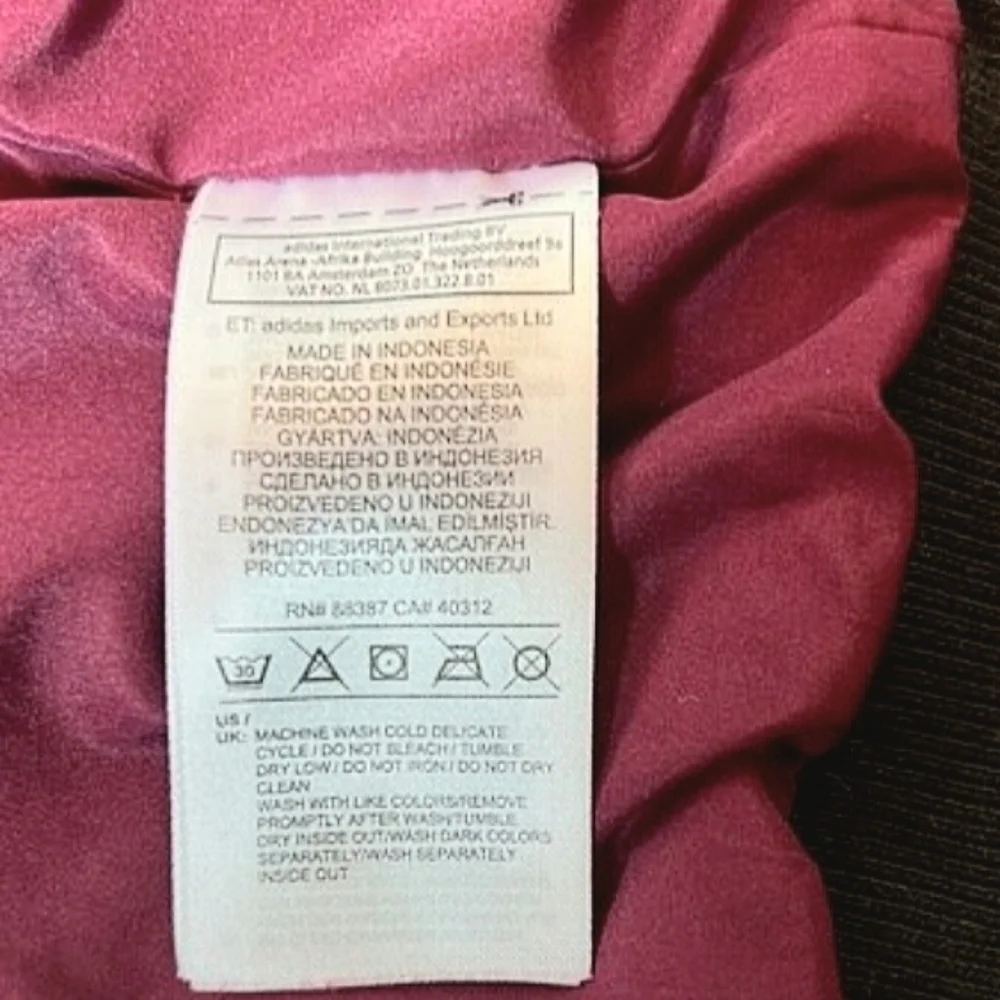 adidas International Trading BV
Atlas Arena -Afrika Building Hoogoorddreef 9a
1101 BA Amsterdam ZO The Netherlands
VAT NO. NL 8073.01.322.B.01
ET: adidas Imports and Exports Ltd
MADE IN INDONESIA
FABRIQUÉ EN INDONÉSIE
FABRICADO EN INDONESIA
FABRICADO NA INDONÉSIA
GYÁRTVA: INDONÉZIA
ПРОИЗВЕДЕНО В ИНДОНЕЗИЯ
СДЕЛАНО В ИНДОНЕЗИИ
PROIZVEDENO U INDONEZIJI
ENDONEZYA'DA IMAL EDİLMİŞTİR.
ИНДОНЕЗИЯДА ЖАСАЛҒАН
PROIZVEDENO U INDONEZIJI
RN# 88387 CA# 40312
30
US /
UK: MACHINE WASH COLD DELICATE
CYCLE / DO NOT BLEACH / TUMBLE
DRY LOW / DO NOT IRON / DO NOT DRY
CLEAN
WASH WITH LIKE COLORS/REMOVE
PROMPTLY AFTER WASH/TUMBLE
DRY INSIDE OUT/WASH DARK COLORS
SEPARATELY/WASH SEPARATELY
INSIDE OUT